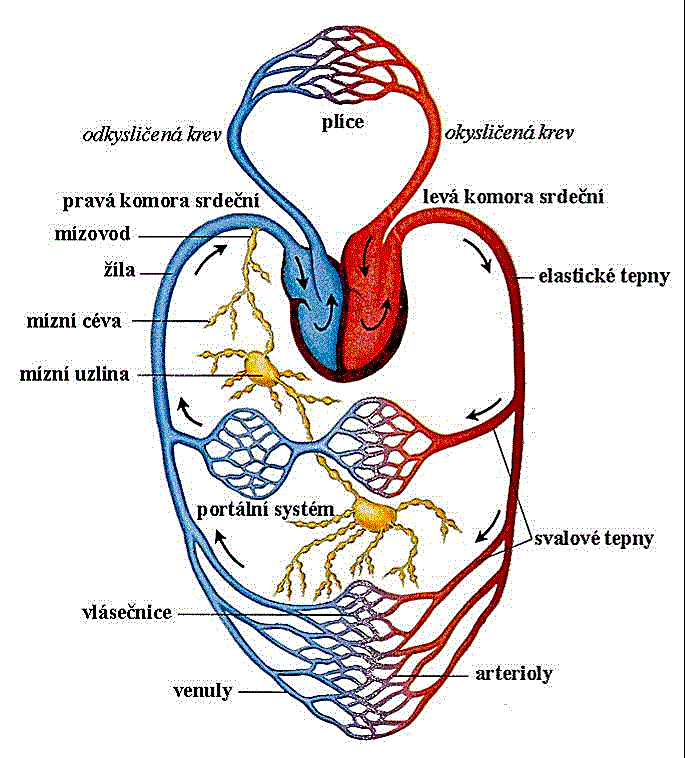 plíce
odkysličená krev
okysličená krev
pravá komora srdeční
levá komora srdeční
mízovod
žíla
elastické tepny
mízní céva
mízní uzlina
portální systém
svalové tepny
vlásečnice
arterioly
venuly